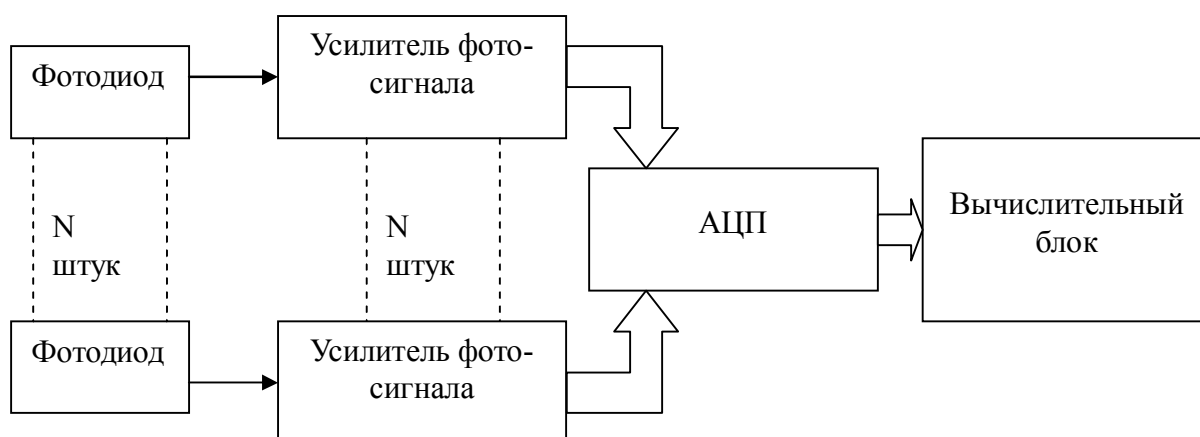 Фотодиод
Усилитель фото-
сигнала
N
штук
N
штук
АЦП
Вычислительный
блок
Фотодиод
Усилитель фото-
сигнала